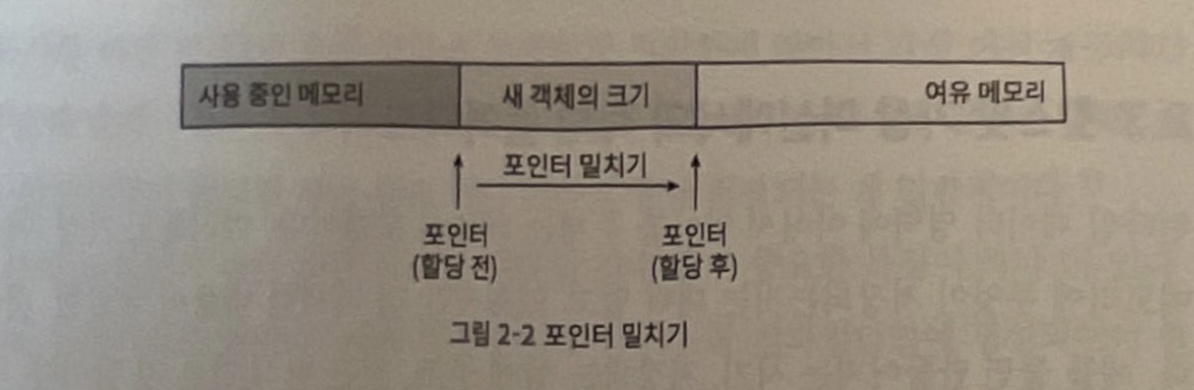 사용 중인 메모리 새 객체의 크기 여유 메모리
포인터 밀치기
포인터 포인터
(할당 전) (할당 후)
그림 2-2 포인터 밀치기